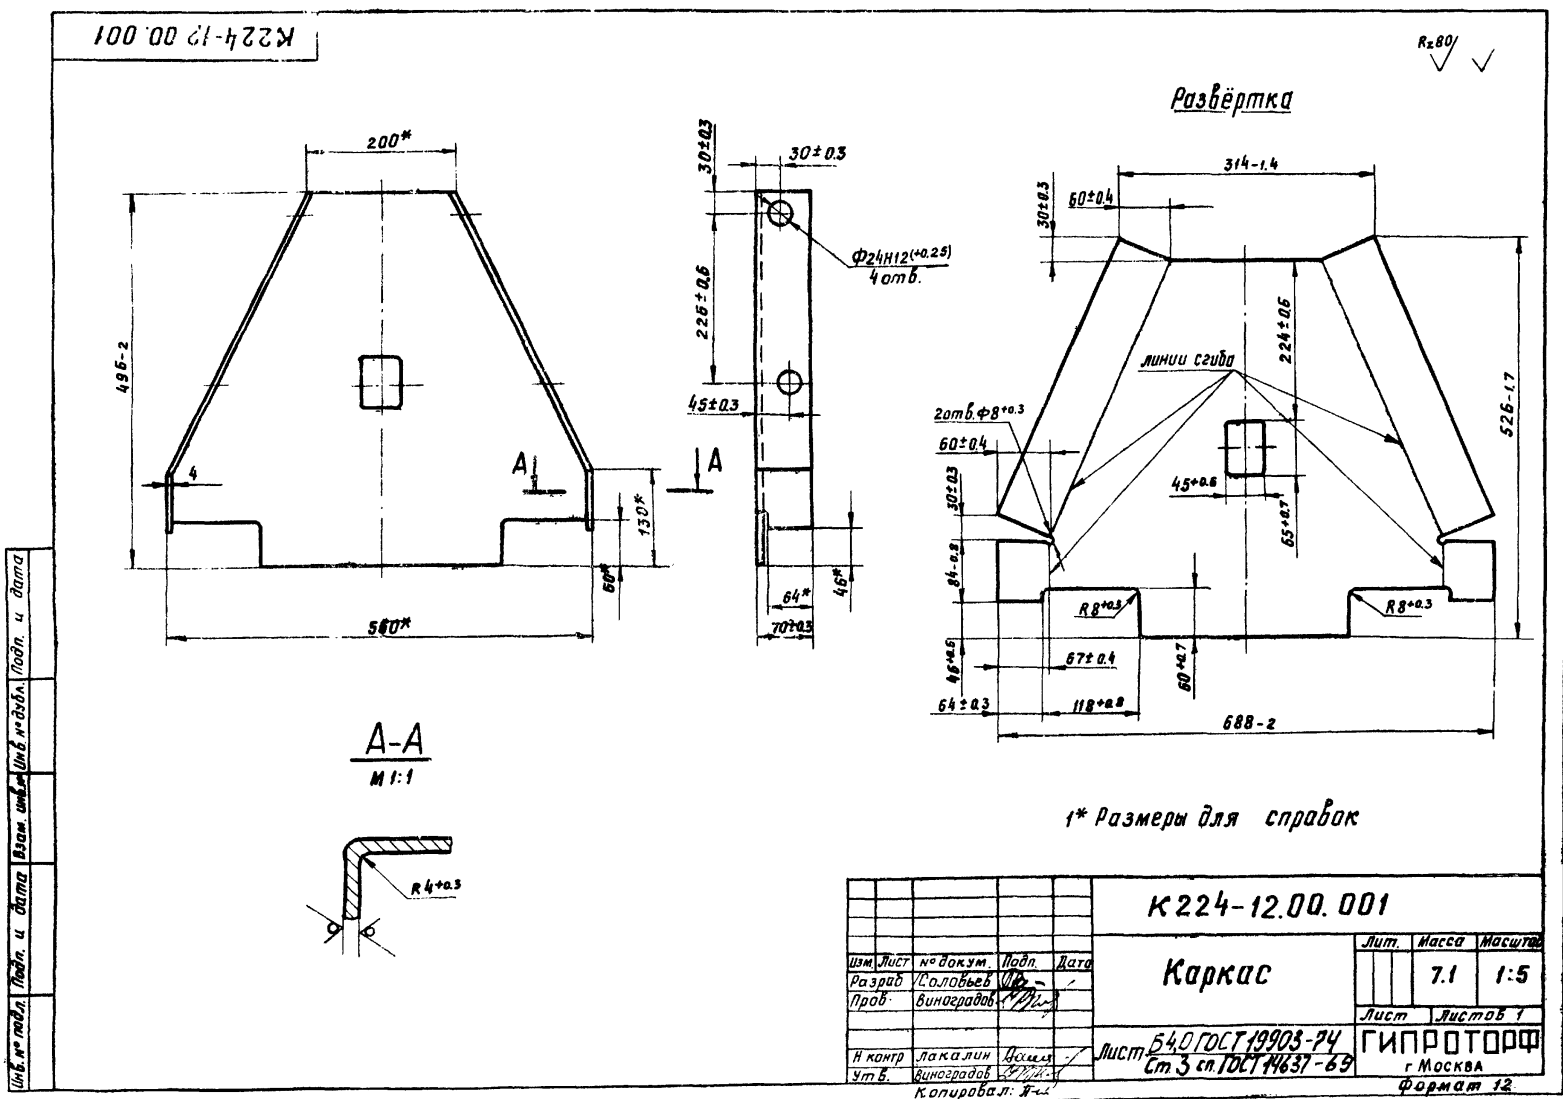 К224-12.00.001
Rz80
Развёртка
200*
30±0.3
30±0.3
314-1.4
30±0.3
60±0.4
Ф24Н12(+0.25)
4 отв.
496-2
226±0.6
224±0.6
526-1.7
линии сгиба
45±0.3
2отв.Ф8+0.3
60±0.4
А
А
4
30±0.3
45+0.6
65+0.7
130*
84-0.8
60*
64*
46*
R8+0.3
R8+0.3
560*
70±0.3
46+0.6
67±0.4
60+0.7
64±0.3
118+0.8
688-2
А-А
М 1:1
R4+0.3
1* Размеры для справок
К224-12.00.001
Каркас
Лит. Масса Масштаб
7.1 1:5
Лист Листов 1
Изм. Лист № докум. Подп. Дата
Разраб Соловьев
Пров. Виноградов
Н контр Лакалин
Утв. Виноградов
Лист Б4,0 ГОСТ 19903-74
Ст.3 сп. ГОСТ 14637-69
ГИПРОТОРФ
г Москва
Копировал:
Формат 12
Инв.№ подл. Подп. и дата Взам. инв.№ Инв.№ дубл. Подп. и дата